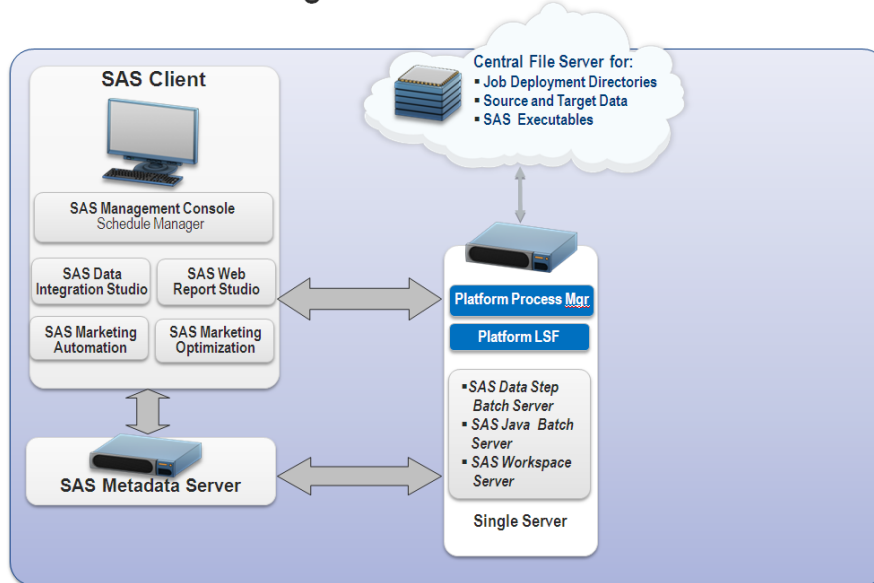 SAS Client
SAS Management Console
Schedule Manager
SAS Data
Integration Studio
SAS Web
Report Studio
SAS Marketing
Automation
SAS Marketing
Optimization
SAS Metadata Server
Central File Server for:
▪ Job Deployment Directories
▪ Source and Target Data
▪ SAS Executables
Platform Process Mgr
Platform LSF
▪ SAS Data Step
Batch Server
▪ SAS Java Batch
Server
▪ SAS Workspace
Server
Single Server